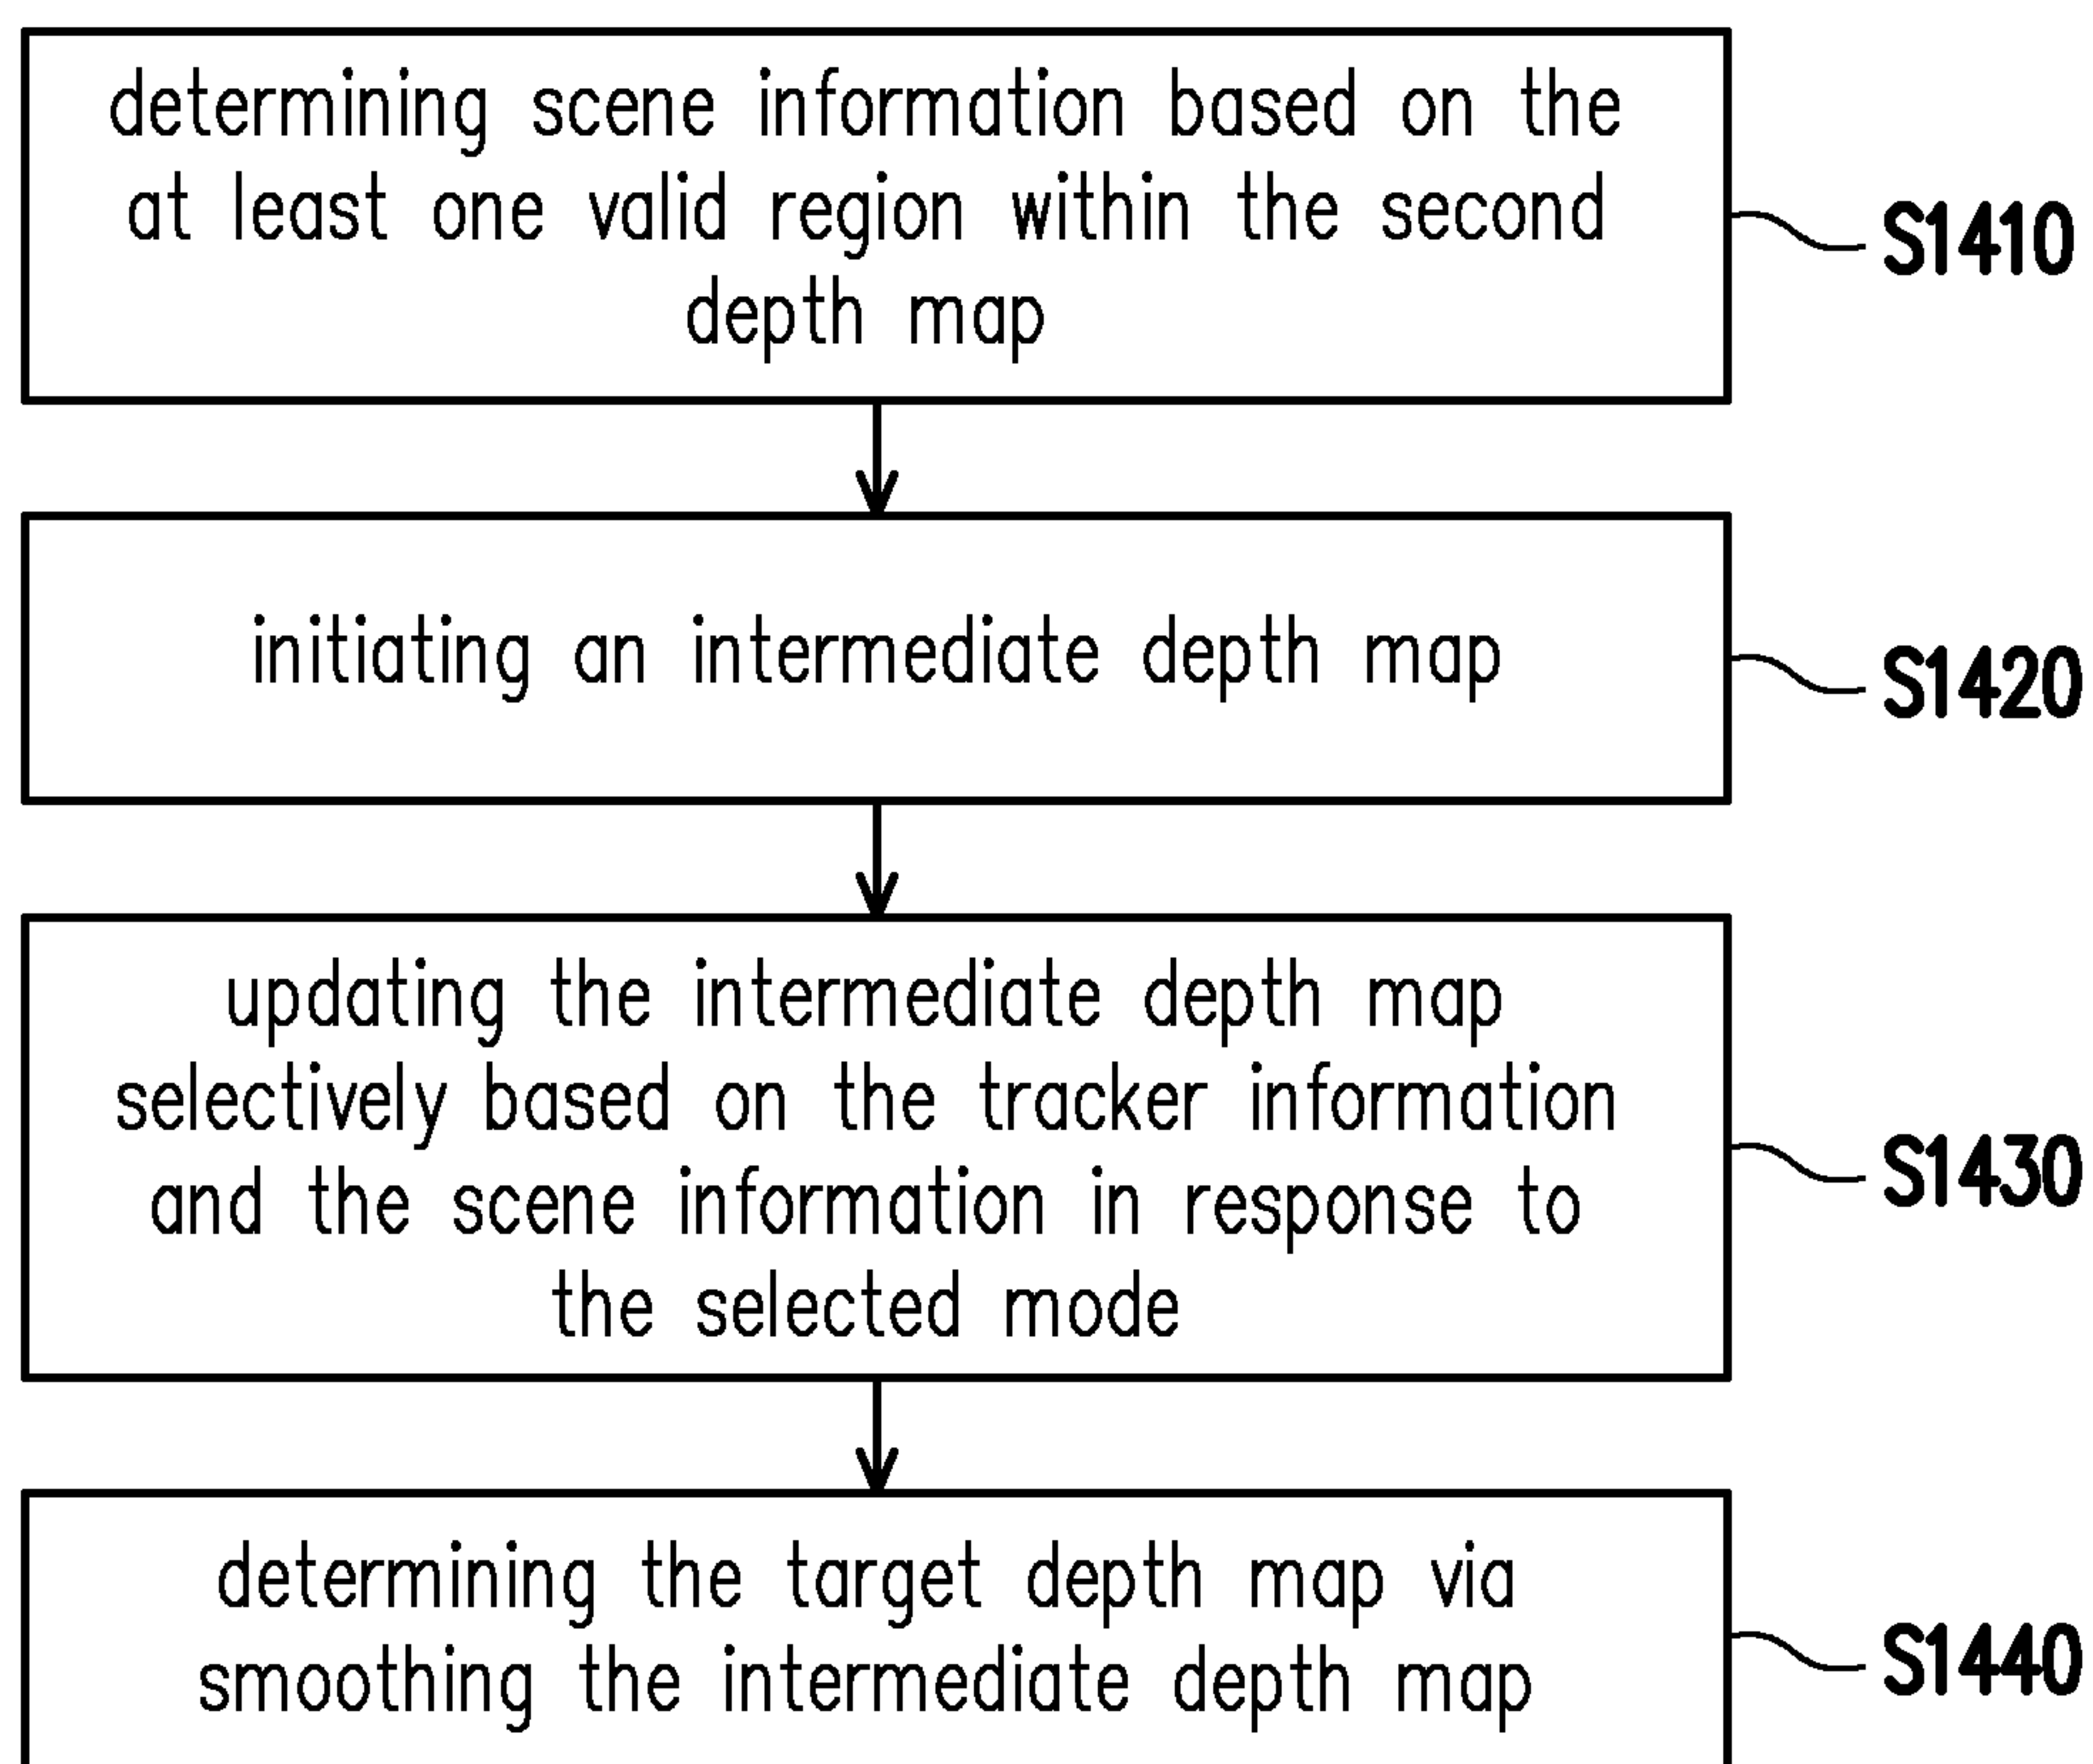 determining scene information based on the
at least one valid region within the second
depth map
S1410
initiating an intermediate depth map
S1420
updating the intermediate depth map
selectively based on the tracker information
and the scene information in response to
the selected mode
S1430
determining the target depth map via
smoothing the intermediate depth map
S1440